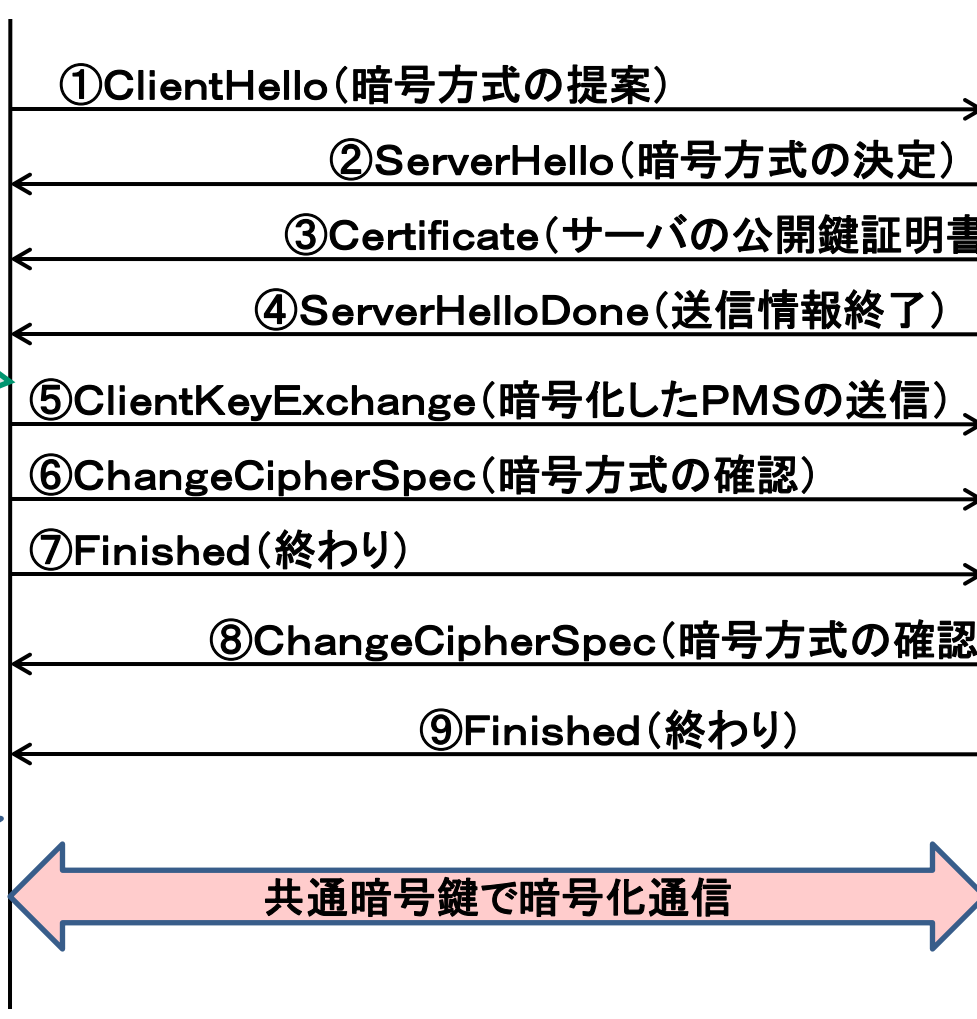 ①ClientHello（暗号方式の提案）
②ServerHello（暗号方式の決定）
③Certificate（サーバの公開鍵証明書
④ServerHelloDone（送信情報終了）
⑤ClientKeyExchange（暗号化したPMSの送信）
⑥ChangeCipherSpec（暗号方式の確認）
⑦Finished（終わり）
⑧ChangeCipherSpec（暗号方式の確認
⑨Finished（終わり）
共通暗号鍵で暗号化通信